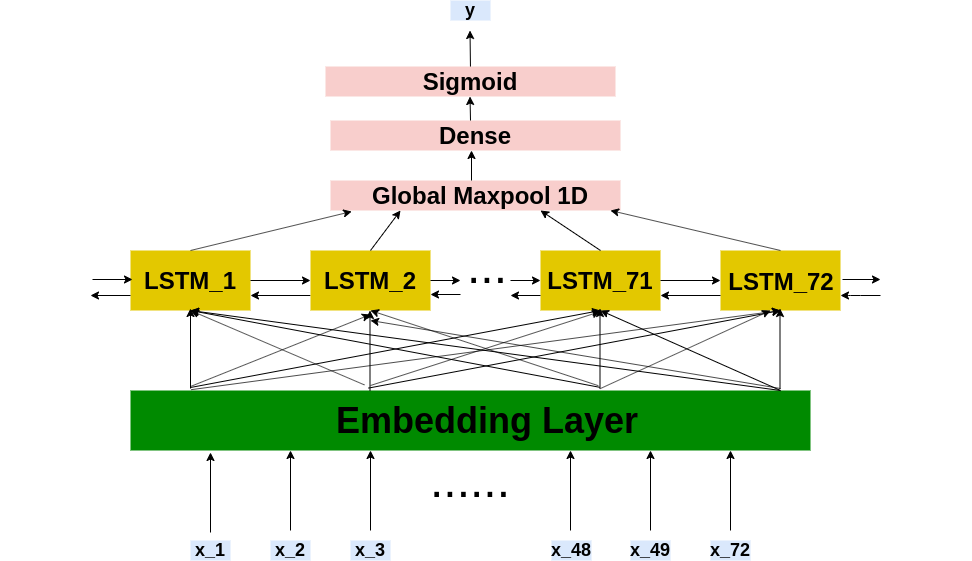 y
Sigmoid
Dense
Global Maxpool 1D
LSTM_1 LSTM_2 ... LSTM_71 LSTM_72
Embedding Layer
......
x_1 x_2 x_3 x_48 x_49 x_72